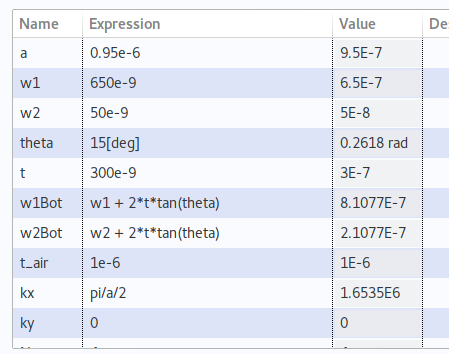 Name Expression Value
a 0.95e-6 9.5E-7
w1 650e-9 6.5E-7
w2 50e-9 5E-8
theta 15[deg] 0.2618 rad
t 300e-9 3E-7
w1Bot w1 + 2*t*tan(theta) 8.1077E-7
w2Bot w2 + 2*t*tan(theta) 2.1077E-7
t_air 1e-6 1E-6
kx pi/a/2 1.6535E6
ky 0 0